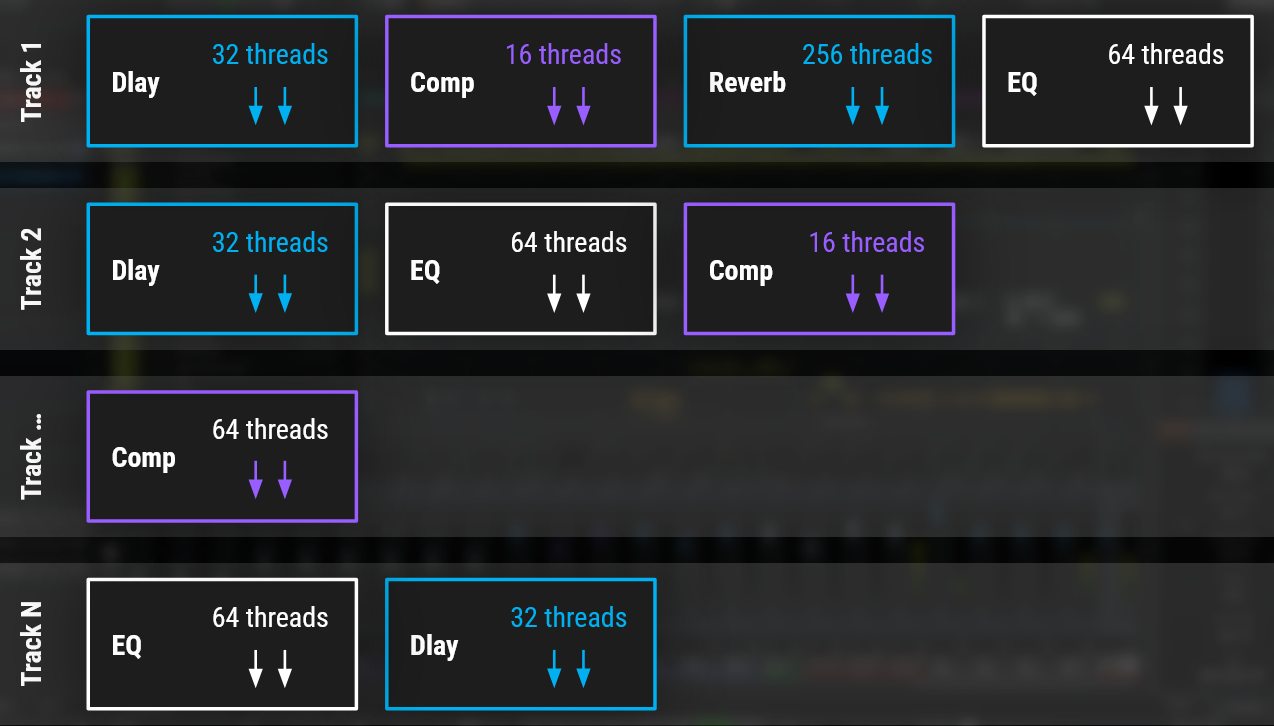 Track 1
Dlay
32 threads
Comp
16 threads
Reverb
256 threads
EQ
64 threads
Track 2
Dlay
32 threads
EQ
64 threads
Comp
16 threads
Track ...
Comp
64 threads
Track N
EQ
64 threads
Dlay
32 threads